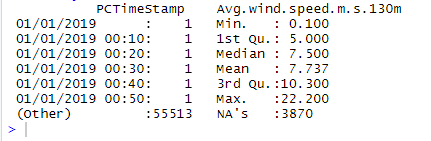 PCTimeStamp    Avg.wind.speed.m.s.130m
01/01/2019      :    1   Min.   : 0.100
01/01/2019 00:10:    1   1st Qu.: 5.000
01/01/2019 00:20:    1   Median : 7.500
01/01/2019 00:30:    1   Mean   : 7.737
01/01/2019 00:40:    1   3rd Qu.:10.300
01/01/2019 00:50:    1   Max.   :22.200
(Other)         :55513   NA's   :3870
>